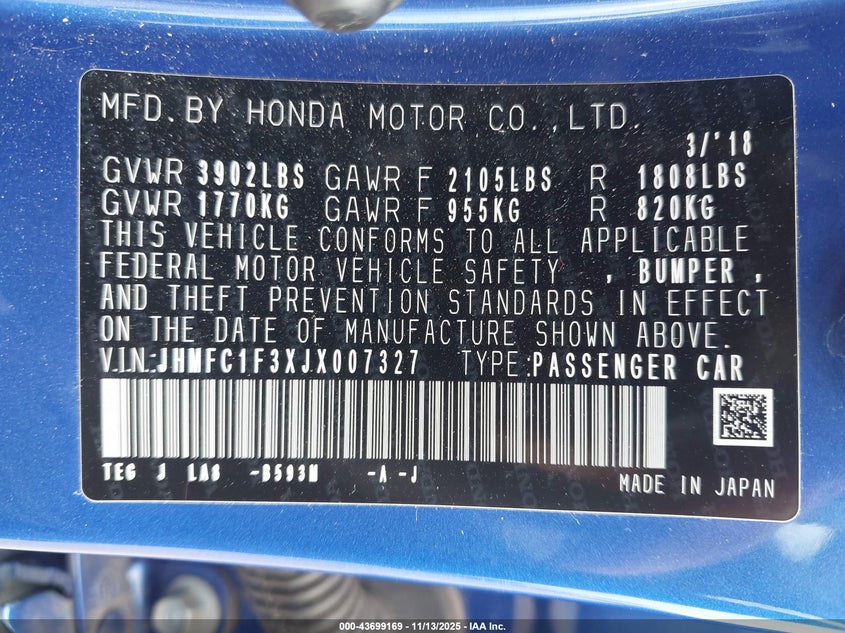 MFD. BY HONDA MOTOR CO., LTD.
3/'18
GVWR 3902LBS GAWR F 2105LBS R 1808LBS
GVWR 1770KG GAWR F 955KG R 820KG
THIS VEHICLE CONFORMS TO ALL APPLICABLE
FEDERAL MOTOR VEHICLE SAFETY , BUMPER ,
AND THEFT PREVENTION STANDARDS IN EFFECT
ON THE DATE OF MANUFACTURE SHOWN ABOVE.
VIN:JHMFC1F3XJX007327 TYPE:PASSENGER CAR
TEG J LA8 -B593M -A -J
MADE IN JAPAN
000-43699169 | 11/13/2025 - IAA Inc.